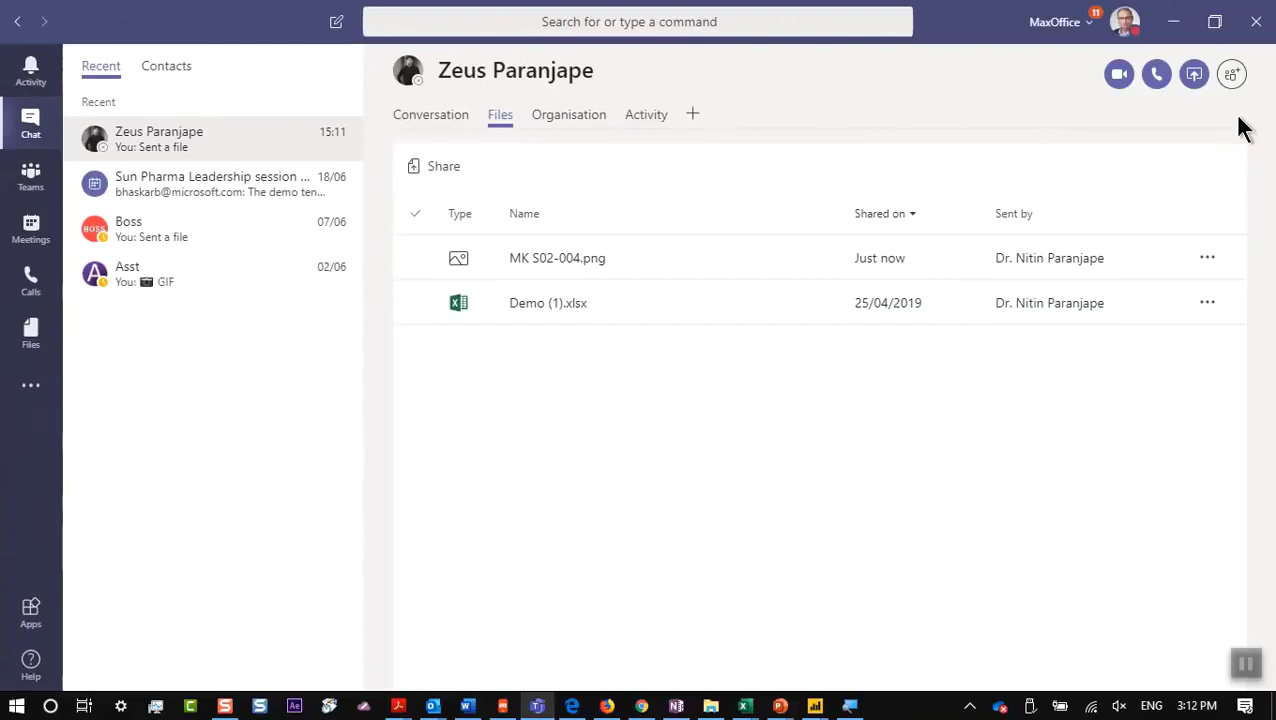 Search for or type a command
MaxOffice
11
Activity
Chat
Teams
Meetings
Calls
Files
Apps
Help
Recent
Contacts
Recent
Zeus Paranjape
15:11
You: Sent a file
Sun Pharma Leadership session ...
18/06
bhaskarb@microsoft.com: The demo ten...
BOSS
Boss
07/06
You: Sent a file
A
Asst
02/06
You: GIF
Zeus Paranjape
Conversation
Files
Organisation
Activity
Share
Type
Name
Shared on
Sent by
MK S02-004.png
Just now
Dr. Nitin Paranjape
Demo (1).xlsx
25/04/2019
Dr. Nitin Paranjape
ENG
3:12 PM